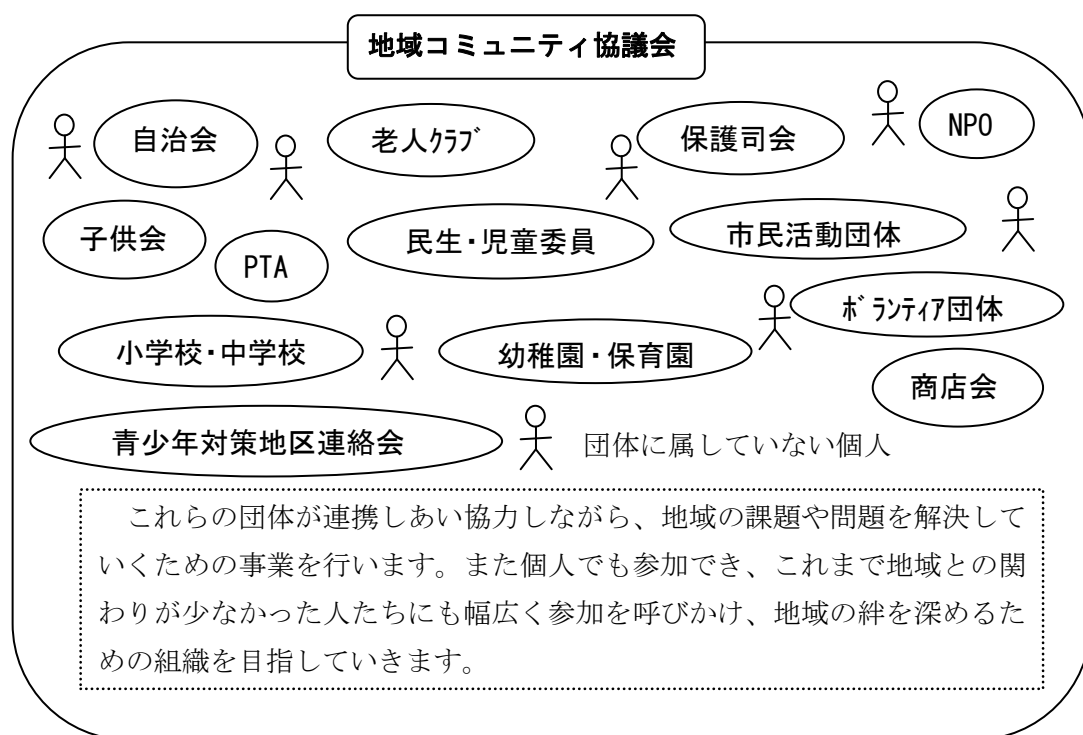 地域コミュニティ協議会
自治会
老人ｸﾗﾌﾞ
保護司会
NPO
子供会
PTA
民生・児童委員
市民活動団体
ﾎﾞﾗﾝﾃｨｱ団体
小学校・中学校
幼稚園・保育園
商店会
青少年対策地区連絡会
団体に属していない個人
これらの団体が連携しあい協力しながら、地域の課題や問題を解決して
いくための事業を行います。また個人でも参加でき、これまで地域との関
わりが少なかった人たちにも幅広く参加を呼びかけ、地域の絆を深めるた
めの組織を目指していきます。